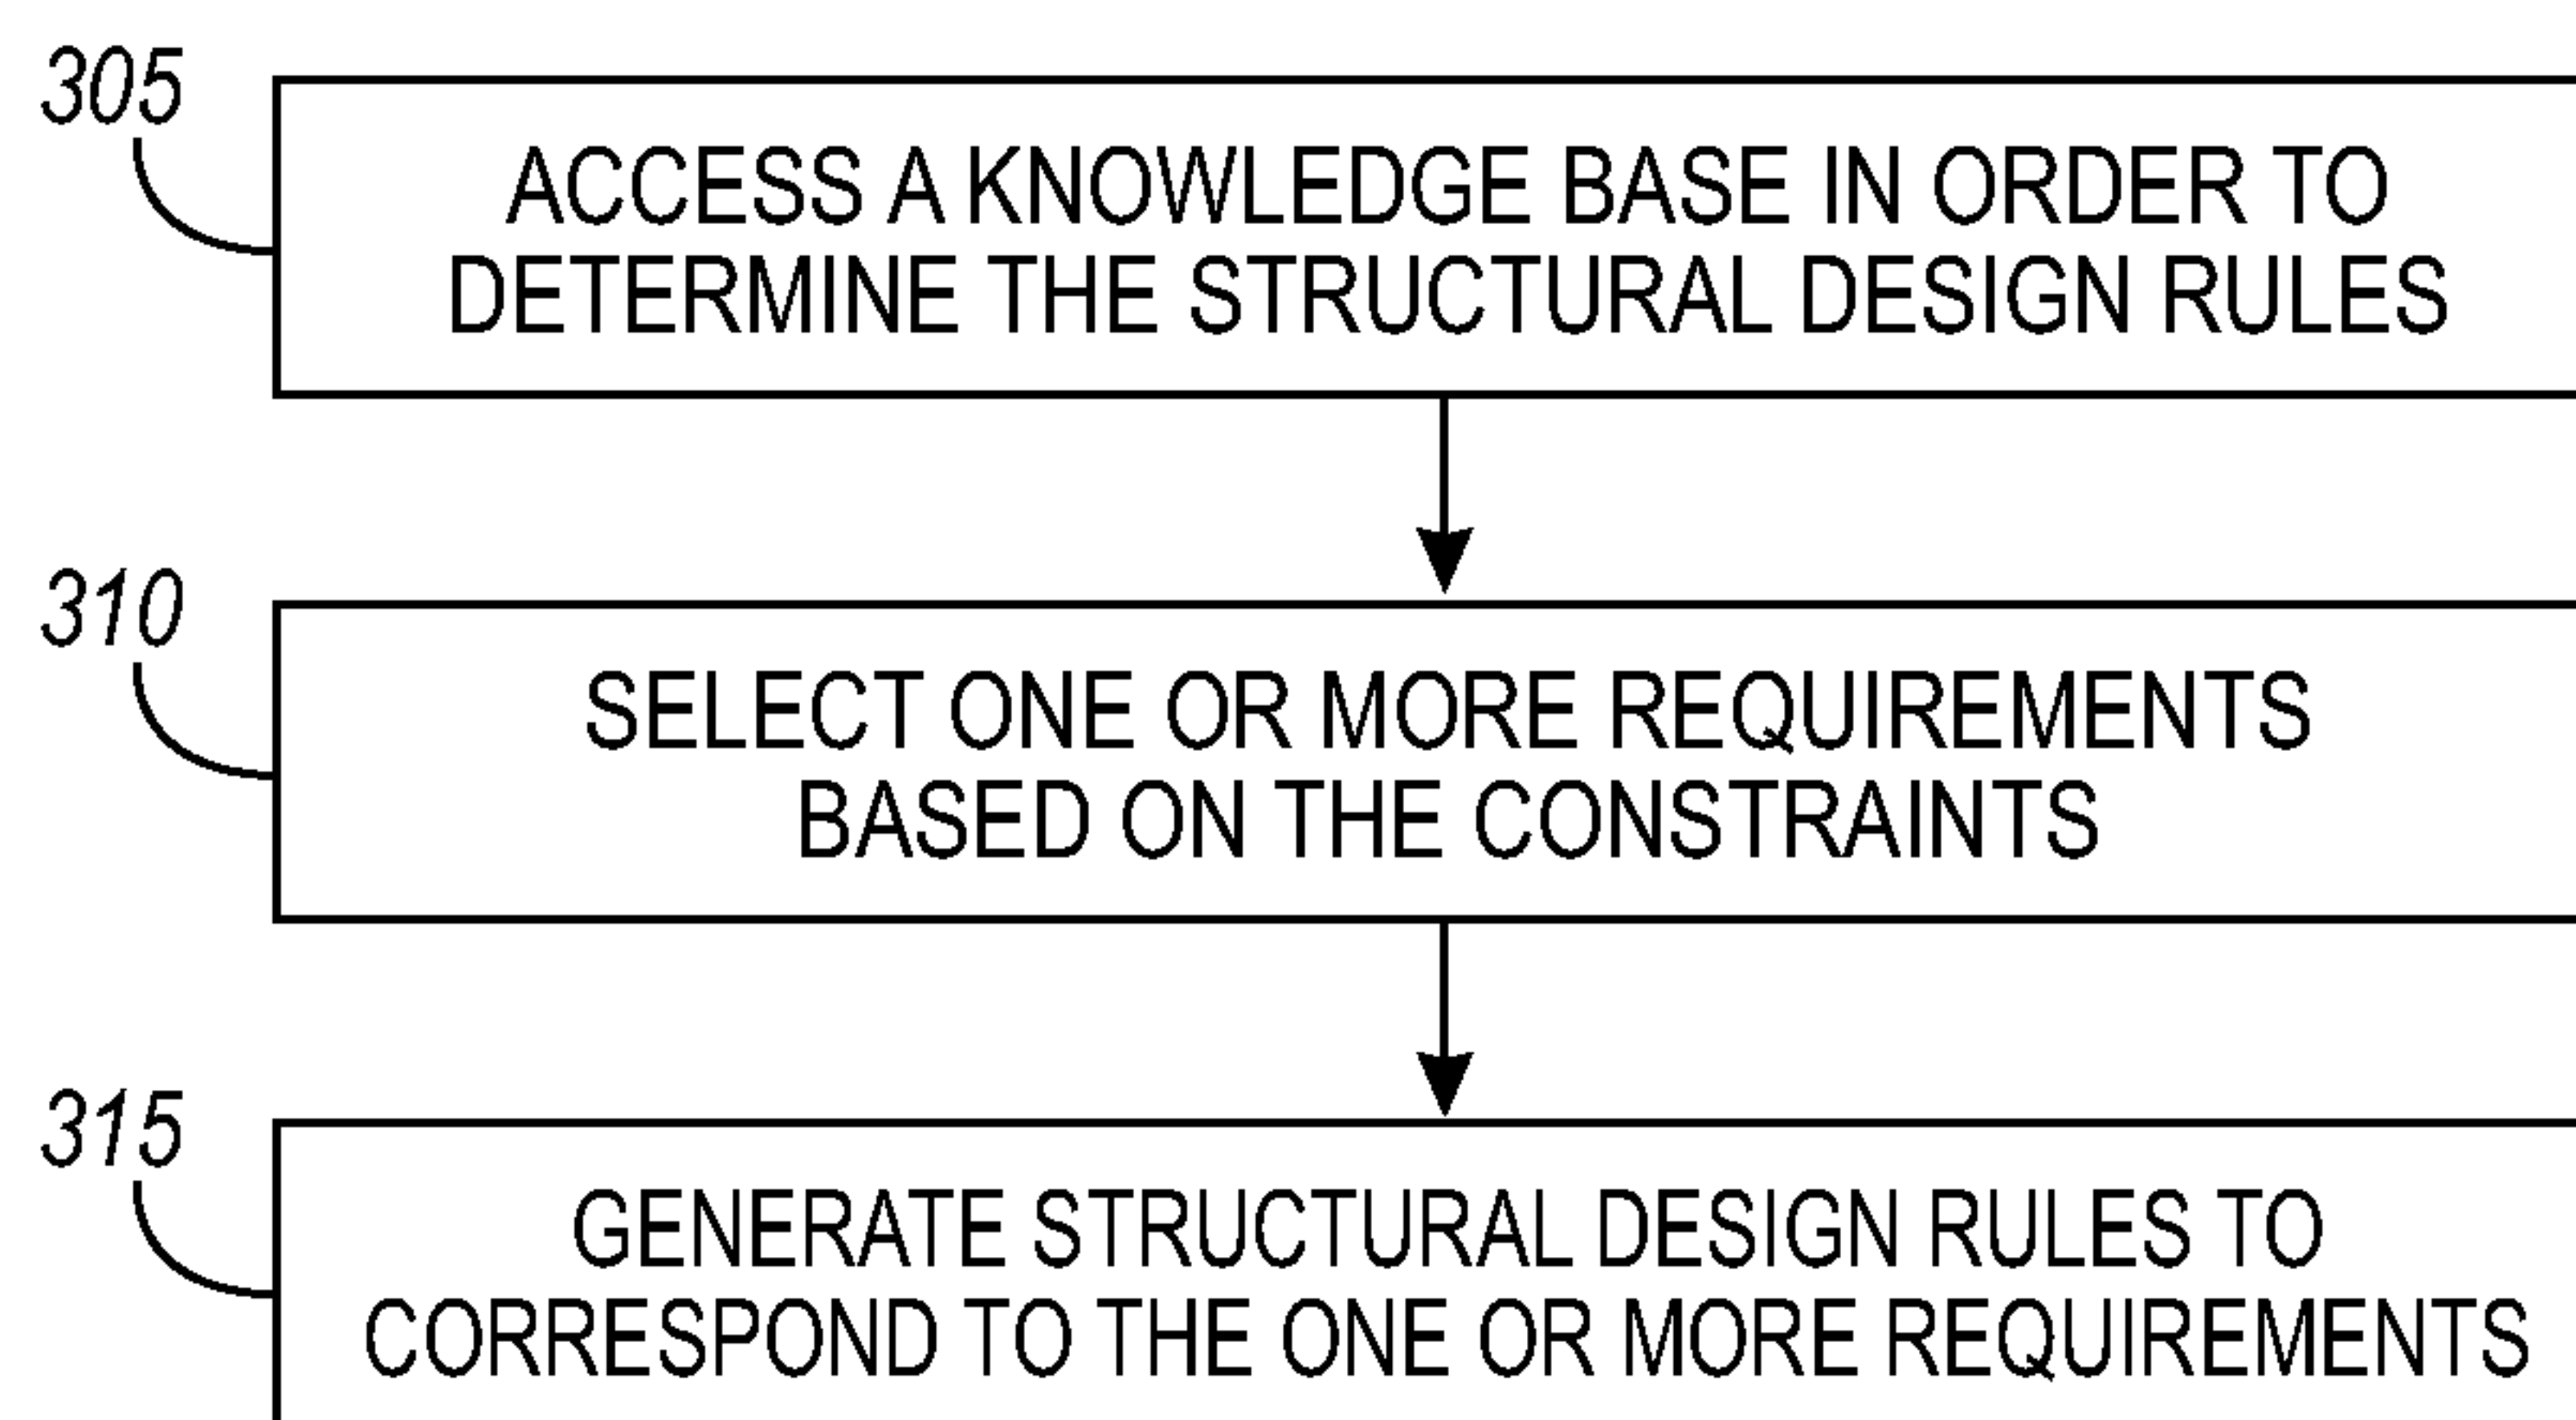 305
ACCESS A KNOWLEDGE BASE IN ORDER TO
DETERMINE THE STRUCTURAL DESIGN RULES
310
SELECT ONE OR MORE REQUIREMENTS
BASED ON THE CONSTRAINTS
315
GENERATE STRUCTURAL DESIGN RULES TO
CORRESPOND TO THE ONE OR MORE REQUIREMENTS